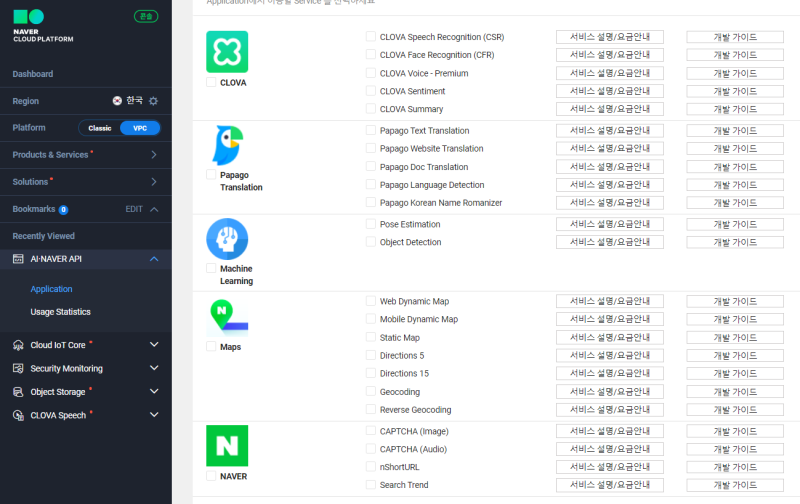 NAVER
CLOUD PLATFORM
콘솔
Dashboard
Region 한국
Platform Classic VPC
Products & Services *
Solutions *
Bookmarks 0 EDIT
Recently Viewed
AI·NAVER API
Application
Usage Statistics
Cloud IoT Core *
Security Monitoring
Object Storage *
CLOVA Speech *
Application에서 이용할 Service 를 선택하세요
CLOVA
CLOVA Speech Recognition (CSR) 서비스 설명/요금안내 개발 가이드
CLOVA Face Recognition (CFR) 서비스 설명/요금안내 개발 가이드
CLOVA Voice - Premium 서비스 설명/요금안내 개발 가이드
CLOVA Sentiment 서비스 설명/요금안내 개발 가이드
CLOVA Summary 서비스 설명/요금안내 개발 가이드
Papago
Translation
Papago Text Translation 서비스 설명/요금안내 개발 가이드
Papago Website Translation 서비스 설명/요금안내 개발 가이드
Papago Doc Translation 서비스 설명/요금안내 개발 가이드
Papago Language Detection 서비스 설명/요금안내 개발 가이드
Papago Korean Name Romanizer 서비스 설명/요금안내 개발 가이드
Machine
Learning
Pose Estimation 서비스 설명/요금안내 개발 가이드
Object Detection 서비스 설명/요금안내 개발 가이드
N
Maps
Web Dynamic Map 서비스 설명/요금안내 개발 가이드
Mobile Dynamic Map 서비스 설명/요금안내 개발 가이드
Static Map 서비스 설명/요금안내 개발 가이드
Directions 5 서비스 설명/요금안내 개발 가이드
Directions 15 서비스 설명/요금안내 개발 가이드
Geocoding 서비스 설명/요금안내 개발 가이드
Reverse Geocoding 서비스 설명/요금안내 개발 가이드
N
NAVER
CAPTCHA (Image) 서비스 설명/요금안내 개발 가이드
CAPTCHA (Audio) 서비스 설명/요금안내 개발 가이드
nShortURL 서비스 설명/요금안내 개발 가이드
Search Trend 서비스 설명/요금안내 개발 가이드